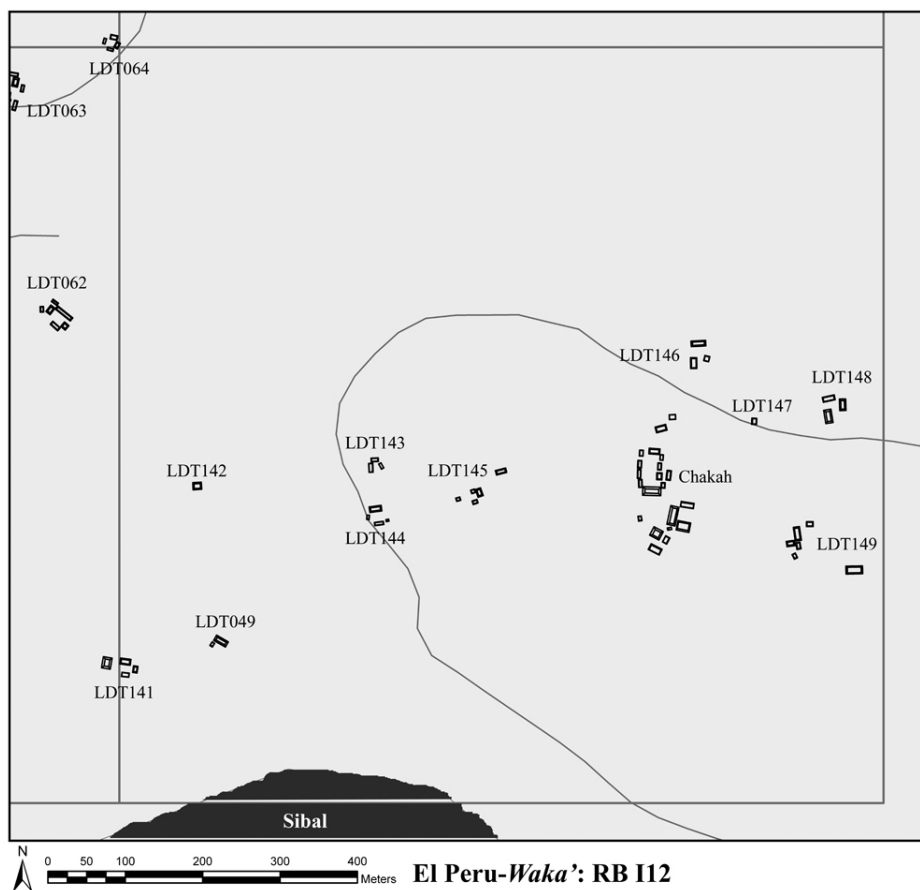 LDT064
LDT063
LDT062
LDT146
LDT148
LDT147
LDT143
LDT142
LDT145
Chakah
LDT144
LDT149
LDT049
LDT141
Sibal
N
0 50 100 200 300 400
Meters
El Peru-Waka’: RB I12